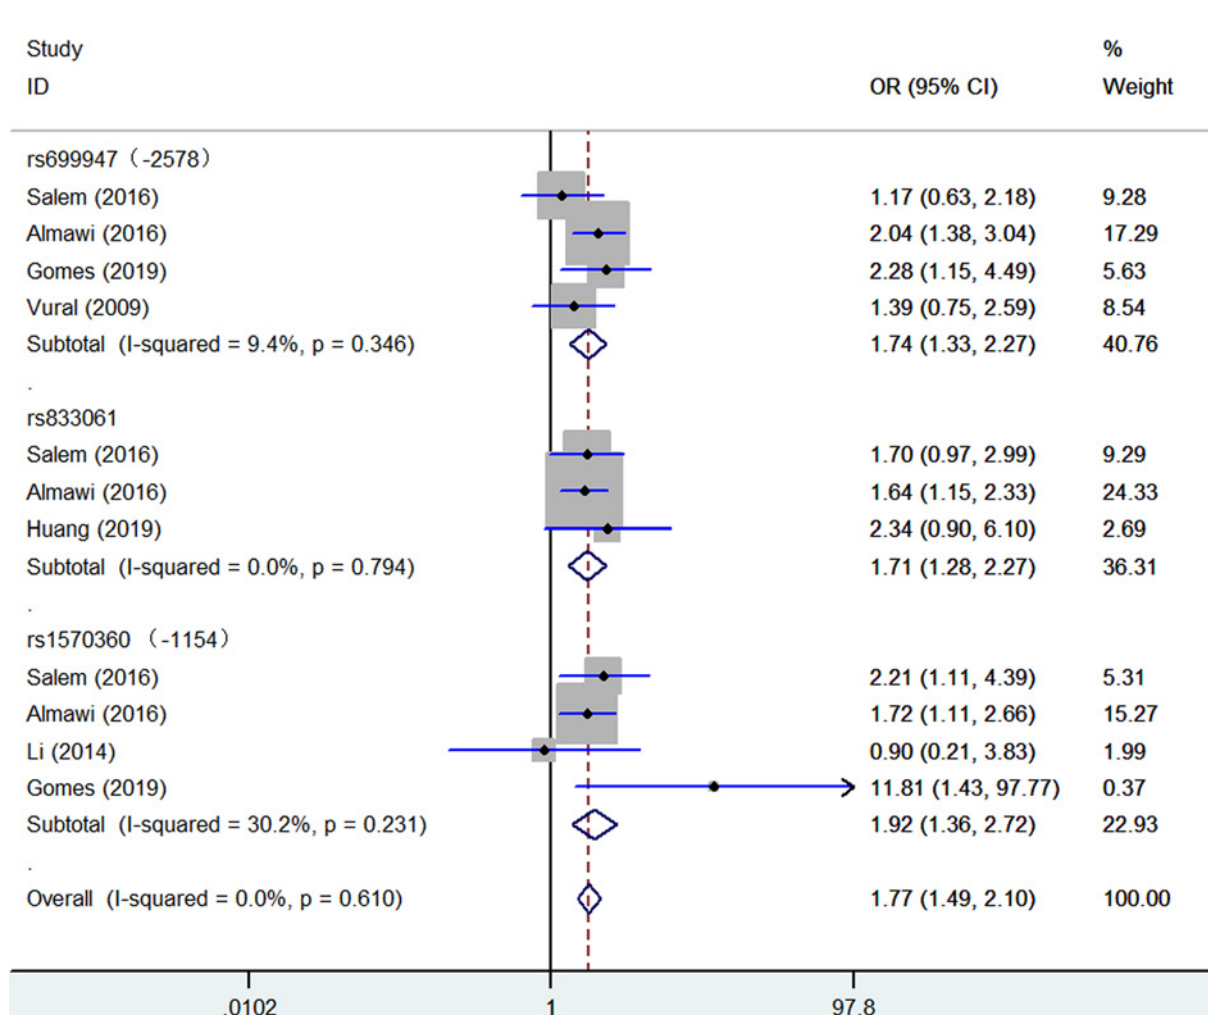 Study %
ID OR (95% CI) Weight
rs699947（-2578）
Salem (2016) 1.17 (0.63, 2.18) 9.28
Almawi (2016) 2.04 (1.38, 3.04) 17.29
Gomes (2019) 2.28 (1.15, 4.49) 5.63
Vural (2009) 1.39 (0.75, 2.59) 8.54
Subtotal (I-squared = 9.4%, p = 0.346) 1.74 (1.33, 2.27) 40.76
.
rs833061
Salem (2016) 1.70 (0.97, 2.99) 9.29
Almawi (2016) 1.64 (1.15, 2.33) 24.33
Huang (2019) 2.34 (0.90, 6.10) 2.69
Subtotal (I-squared = 0.0%, p = 0.794) 1.71 (1.28, 2.27) 36.31
.
rs1570360 （-1154）
Salem (2016) 2.21 (1.11, 4.39) 5.31
Almawi (2016) 1.72 (1.11, 2.66) 15.27
Li (2014) 0.90 (0.21, 3.83) 1.99
Gomes (2019) 11.81 (1.43, 97.77) 0.37
Subtotal (I-squared = 30.2%, p = 0.231) 1.92 (1.36, 2.72) 22.93
.
Overall (I-squared = 0.0%, p = 0.610) 1.77 (1.49, 2.10) 100.00
.0102 1 97.8